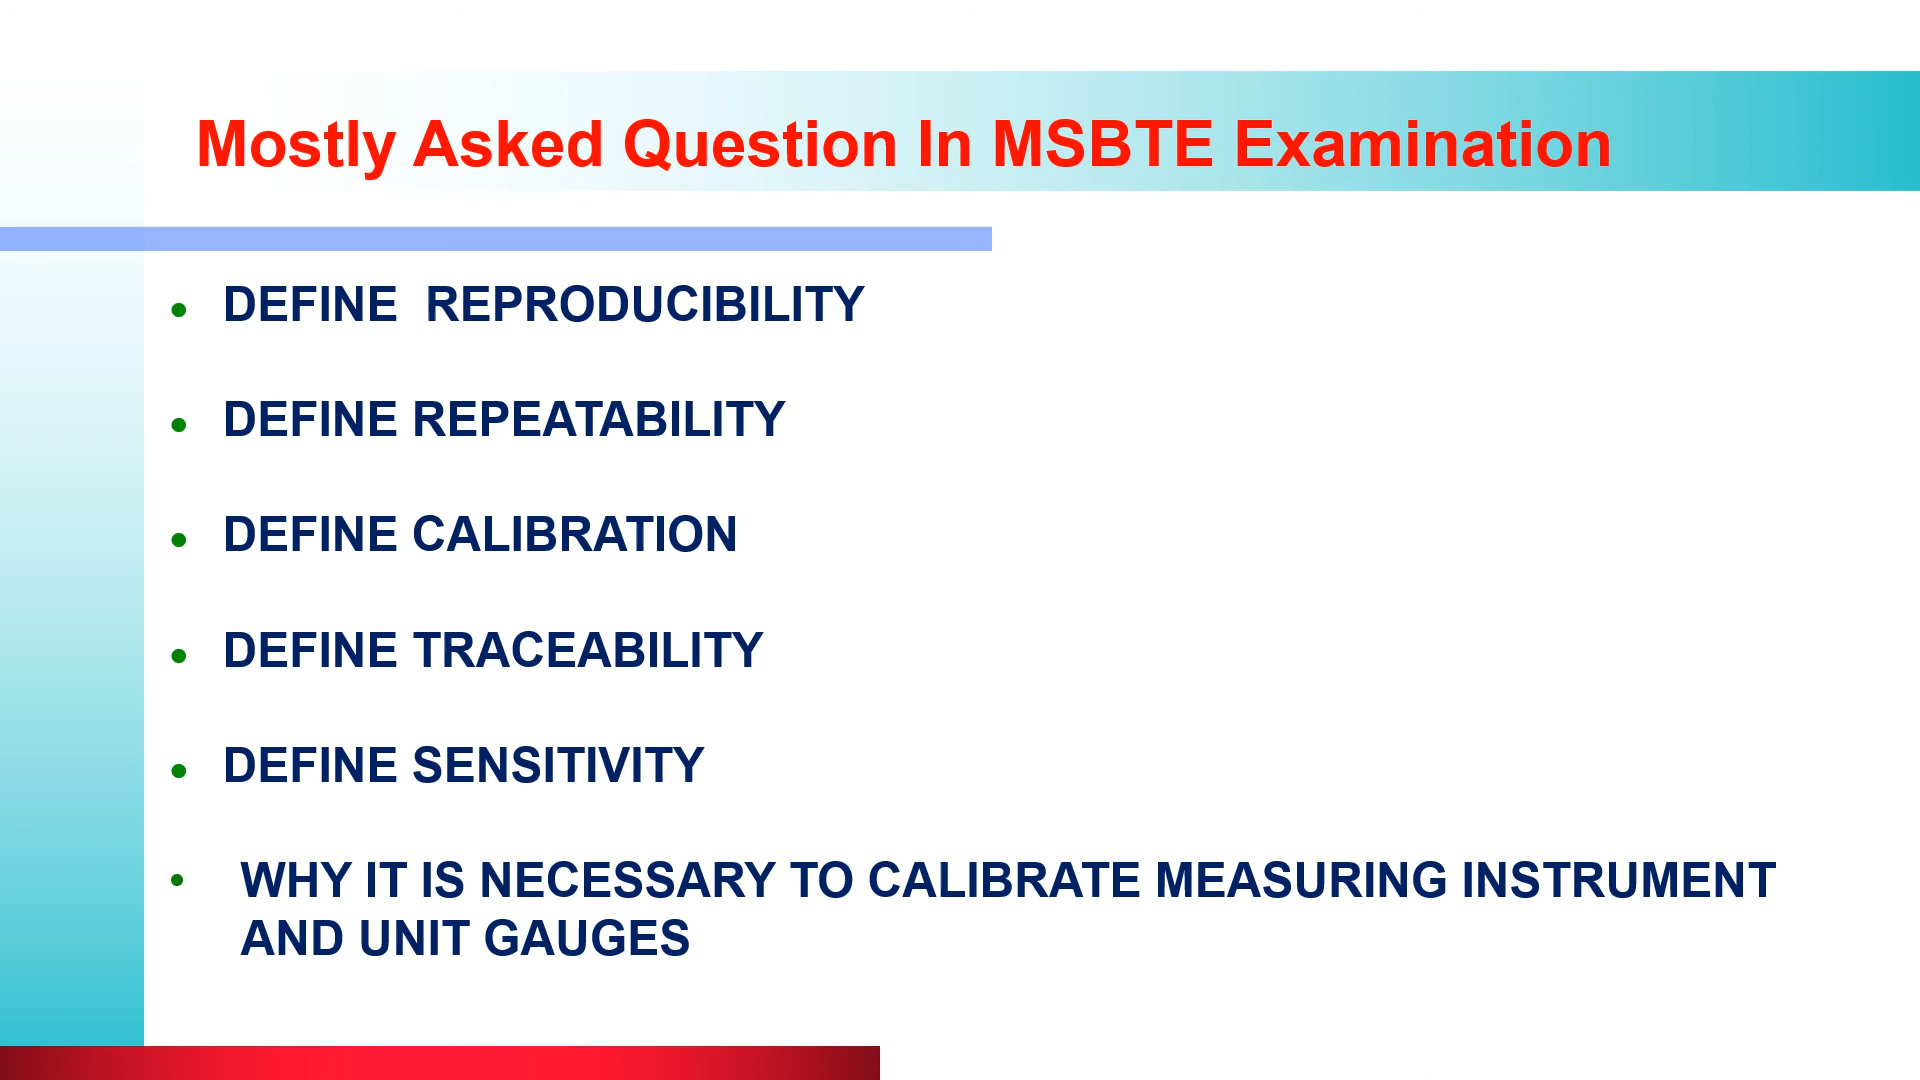 Mostly Asked Question In MSBTE Examination
• DEFINE  REPRODUCIBILITY
• DEFINE REPEATABILITY
• DEFINE CALIBRATION
• DEFINE TRACEABILITY
• DEFINE SENSITIVITY
• WHY IT IS NECESSARY TO CALIBRATE MEASURING INSTRUMENT
AND UNIT GAUGES